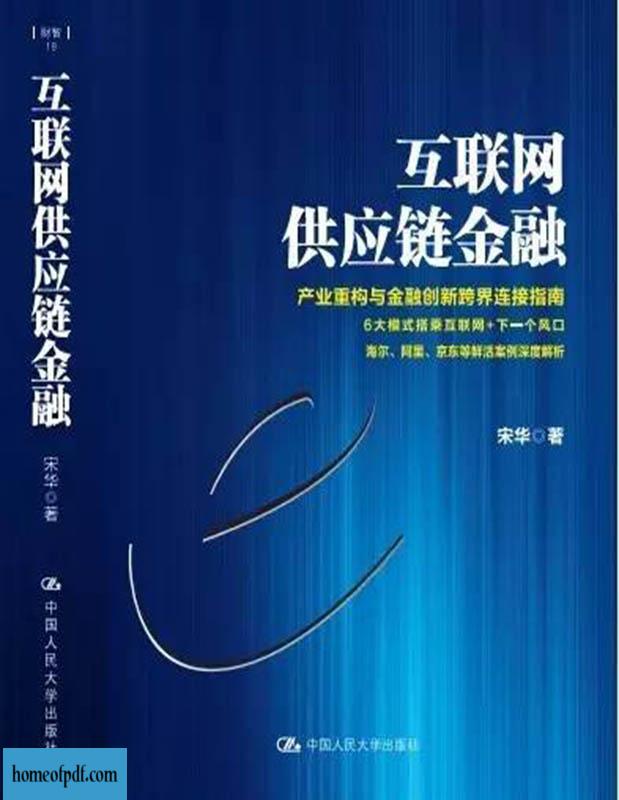 财智
18
互联网供应链金融
宋华◎著
中国人民大学出版社
互联网
供应链金融
产业重构与金融创新跨界连接指南
6大模式搭乘互联网+下一个风口
海尔、阿里、京东等鲜活案例深度解析
宋华◎著
中国人民大学出版社
homeofpdf.com